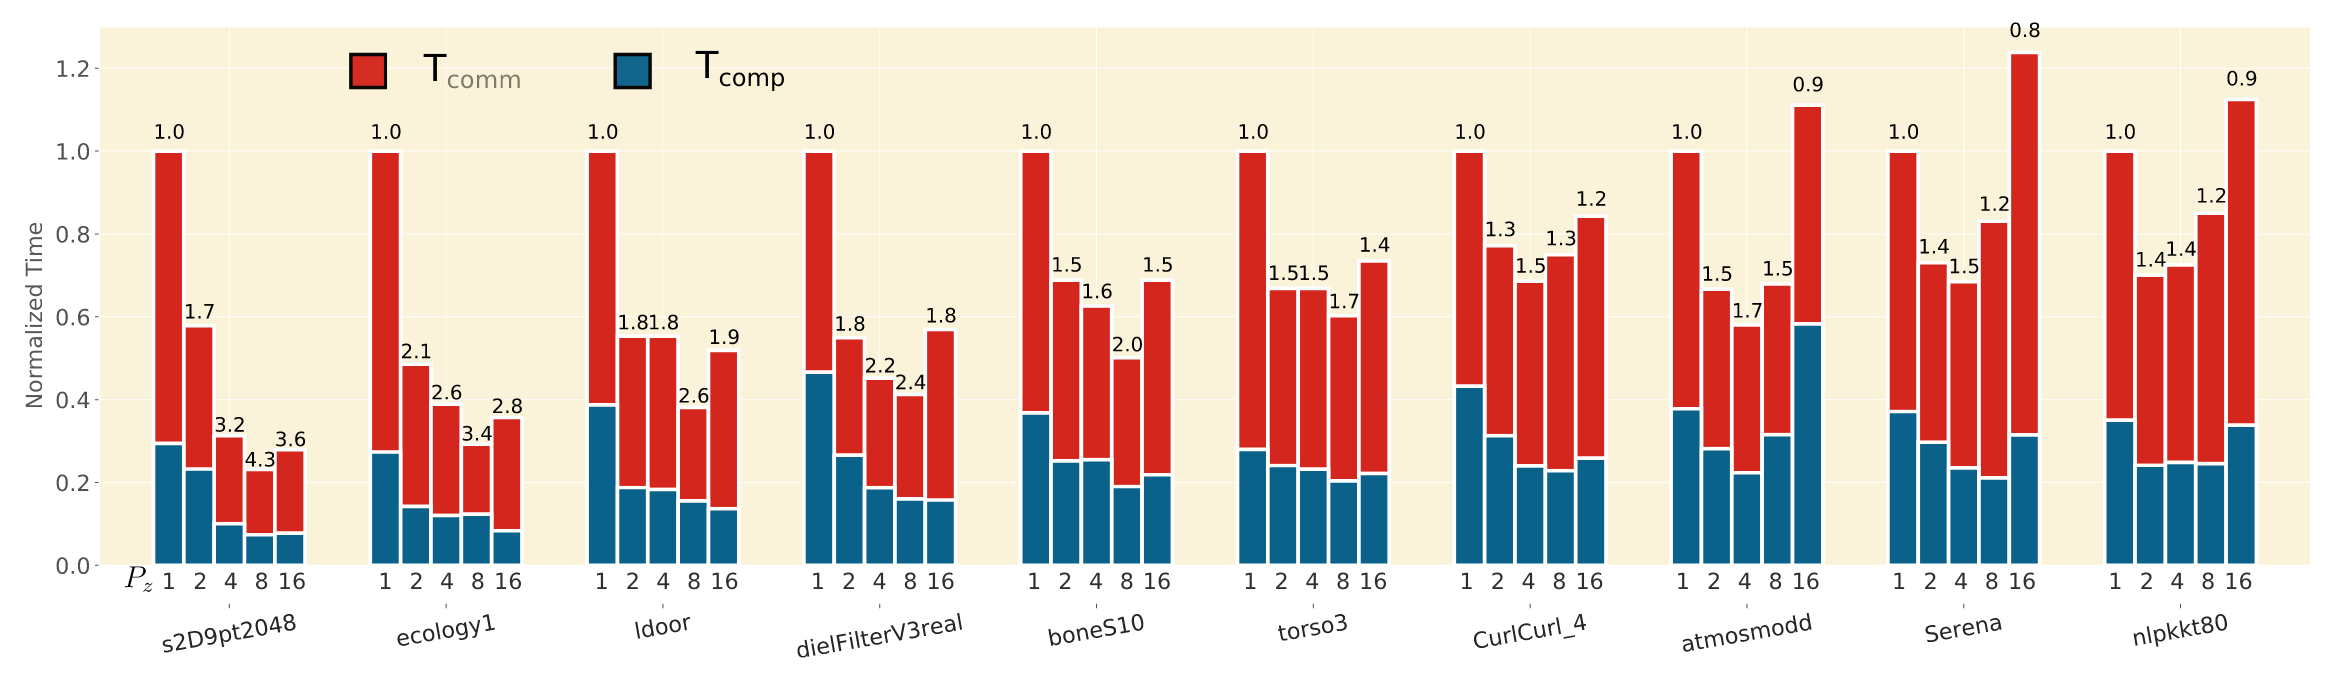 T_comm T_comp
Normalized Time
1.2
1.0
0.8
0.6
0.4
0.2
0.0
1.0 1.7 3.2 4.3 3.6
1.0 2.1 2.6 3.4 2.8
1.0 1.8 1.8 2.6 1.9
1.0 1.8 2.2 2.4 1.8
1.0 1.5 1.6 2.0 1.5
1.0 1.5 1.5 1.7 1.4
1.0 1.3 1.5 1.3 1.2
1.0 1.5 1.7 1.5 0.9
1.0 1.4 1.5 1.2 0.8
1.0 1.4 1.4 1.2 0.9
P_z 1 2 4 8 16 1 2 4 8 16 1 2 4 8 16 1 2 4 8 16 1 2 4 8 16 1 2 4 8 16 1 2 4 8 16 1 2 4 8 16 1 2 4 8 16 1 2 4 8 16
s2D9pt2048 ecology1 ldoor dielFilterV3real boneS10 torso3 CurlCurl_4 atmosmodd Serena nlpkkt80